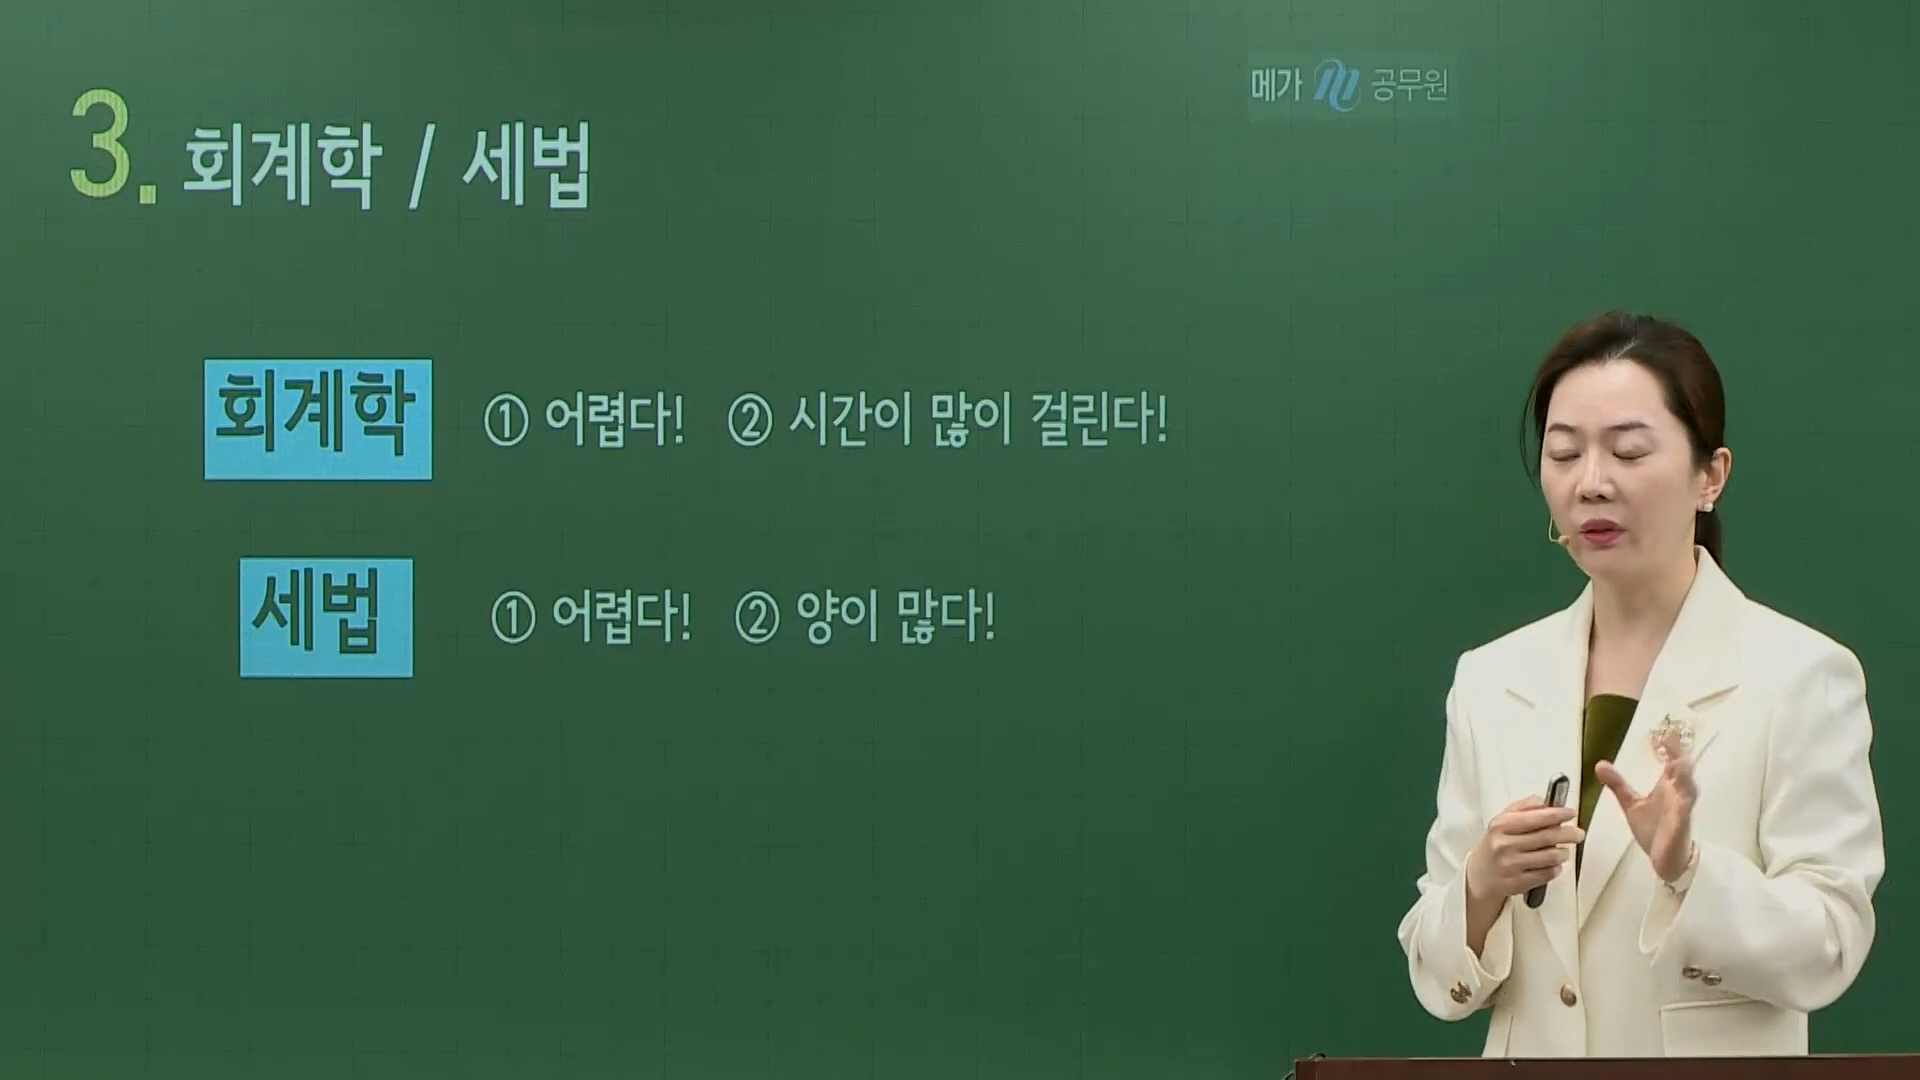 메가 공무원
3. 회계학 / 세법
회계학 ① 어렵다! ② 시간이 많이 걸린다!
세법 ① 어렵다! ② 양이 많다!